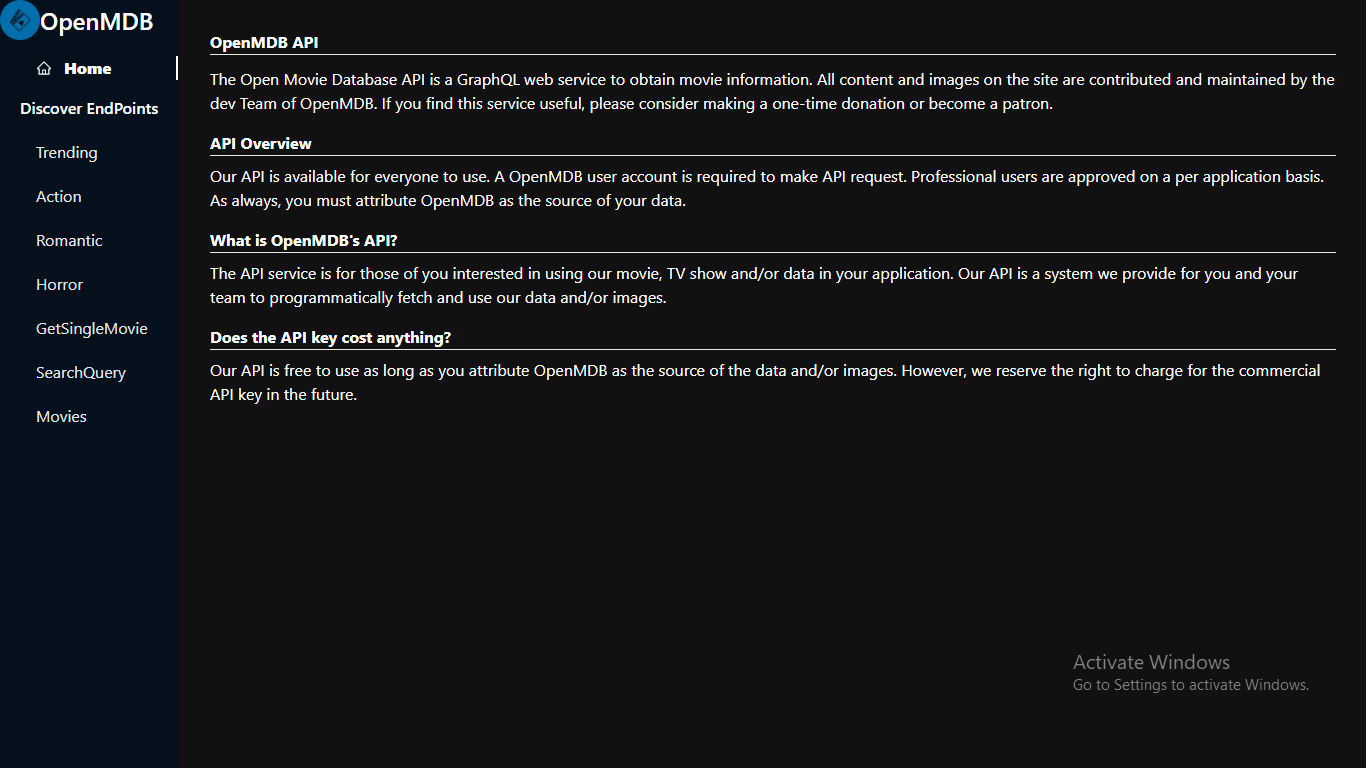 OpenMDB
Home
Discover EndPoints
Trending
Action
Romantic
Horror
GetSingleMovie
SearchQuery
Movies
OpenMDB API
The Open Movie Database API is a GraphQL web service to obtain movie information. All content and images on the site are contributed and maintained by the
dev Team of OpenMDB. If you find this service useful, please consider making a one-time donation or become a patron.
API Overview
Our API is available for everyone to use. A OpenMDB user account is required to make API request. Professional users are approved on a per application basis.
As always, you must attribute OpenMDB as the source of your data.
What is OpenMDB's API?
The API service is for those of you interested in using our movie, TV show and/or data in your application. Our API is a system we provide for you and your
team to programmatically fetch and use our data and/or images.
Does the API key cost anything?
Our API is free to use as long as you attribute OpenMDB as the source of the data and/or images. However, we reserve the right to charge for the commercial
API key in the future.
Activate Windows
Go to Settings to activate Windows.